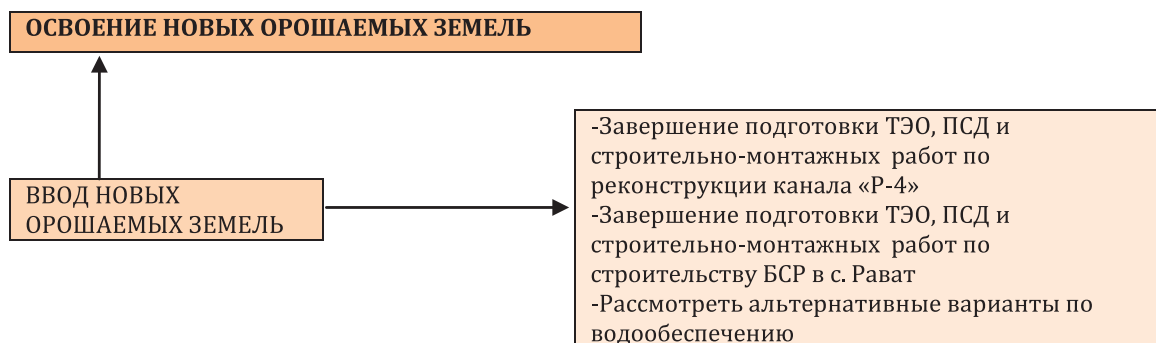 ОСВОЕНИЕ НОВЫХ ОРОШАЕМЫХ ЗЕМЕЛЬ
ВВОД НОВЫХ
ОРОШАЕМЫХ ЗЕМЕЛЬ
-Завершение подготовки ТЭО, ПСД и
строительно-монтажных работ по
реконструкции канала «Р-4»
-Завершение подготовки ТЭО, ПСД и
строительно-монтажных работ по
строительству БСР в с. Рават
-Рассмотреть альтернативные варианты по
водообеспечению